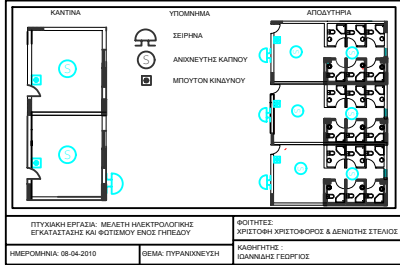 ΚΑΝΤΙΝΑ
ΥΠΟΜΝΗΜΑ
ΑΠΟΔΥΤΗΡΙΑ
ΣΕΙΡΗΝΑ
S ΑΝΙΧΝΕΥΤΗΣ ΚΑΠΝΟΥ
ΜΠΟΥΤΟΝ ΚΙΝΔΥΝΟΥ
S
S
S
S
S
S
S
S
ΠΤΥΧΙΑΚΗ ΕΡΓΑΣΙΑ: ΜΕΛΕΤΗ ΗΛΕΚΤΡΟΛΟΓΙΚΗΣ
ΕΓΚΑΤΑΣΤΑΣΗΣ ΚΑΙ ΦΩΤΙΣΜΟΥ ΕΝΟΣ ΓΗΠΕΔΟΥ
ΦΟΙΤΗΤΕΣ:
ΧΡΙΣΤΟΦΗ ΧΡΙΣΤΟΦΟΡΟΣ & ΔΕΝΙΩΤΗΣ ΣΤΕΛΙΟΣ
ΗΜΕΡΟΜΗΝΙΑ: 08-04-2010
ΘΕΜΑ: ΠΥΡΑΝΙΧΝΕΥΣΗ
ΚΑΘΗΓΗΤΗΣ :
ΙΩΑΝΝΙΔΗΣ ΓΕΩΡΓΙΟΣ